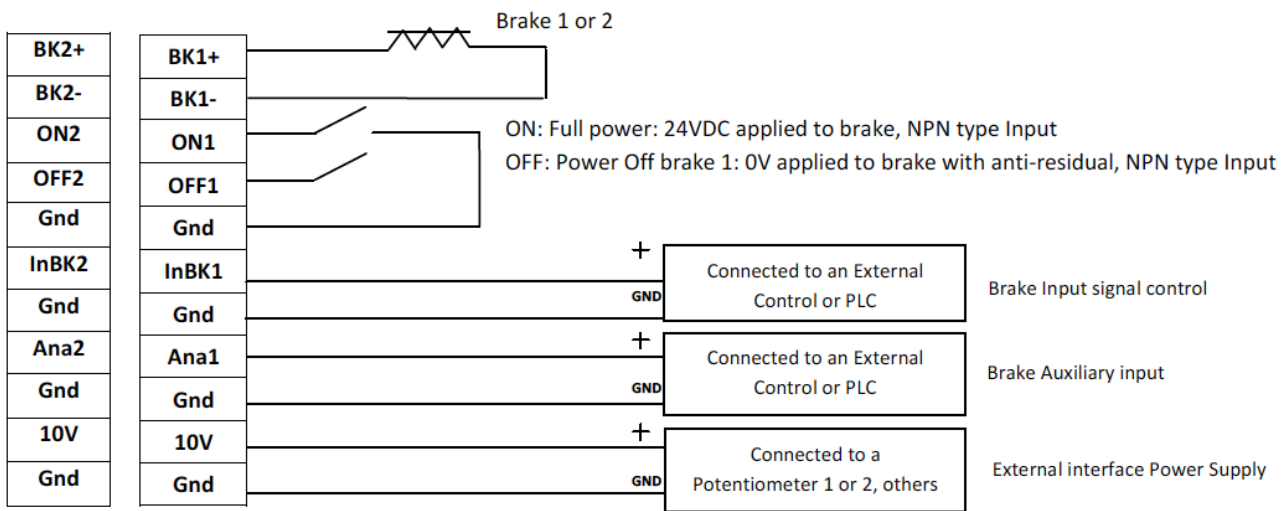 Brake 1 or 2
BK2+
BK1+
BK2-
BK1-
ON2
ON1
ON: Full power: 24VDC applied to brake, NPN type Input
OFF2
OFF1
OFF: Power Off brake 1: 0V applied to brake with anti-residual, NPN type Input
Gnd
Gnd
InBK2
InBK1
+
Connected to an External
Control or PLC
GND
Brake Input signal control
Gnd
Gnd
Ana2
Ana1
+
Connected to an External
Control or PLC
GND
Brake Auxiliary input
Gnd
Gnd
10V
10V
+
Connected to a
Potentiometer 1 or 2, others
GND
External interface Power Supply
Gnd
Gnd